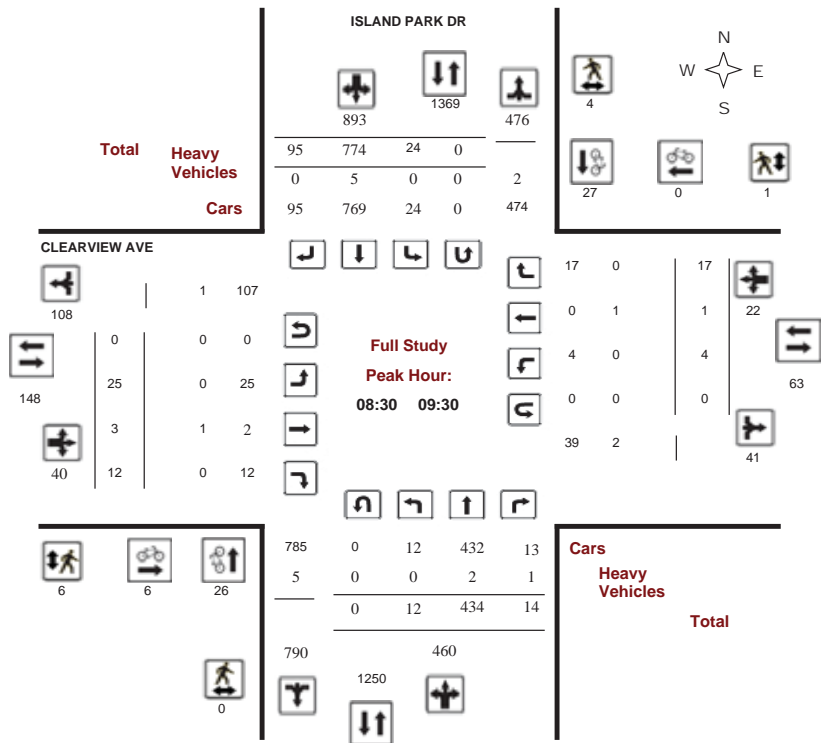 ISLAND PARK DR
N
W E
S
1369
4
893 476
Total Heavy Vehicles
95 774 24 0
0 5 0 0 2
27 0 1
Cars
95 769 24 0 474
CLEARVIEW AVE
17 0 17
1 107
108
0 1 1 22
0 0 0
Full Study
Peak Hour:
08:30 09:30
4 0 4
148
25 0 25
63
0 0 0
3 1 2
39 2
41
40 12 0 12
785 0 12 432 13
Cars
5 0 0 2 1
Heavy
Vehicles
6 6 26
0 12 434 14
Total
790 460
1250
0